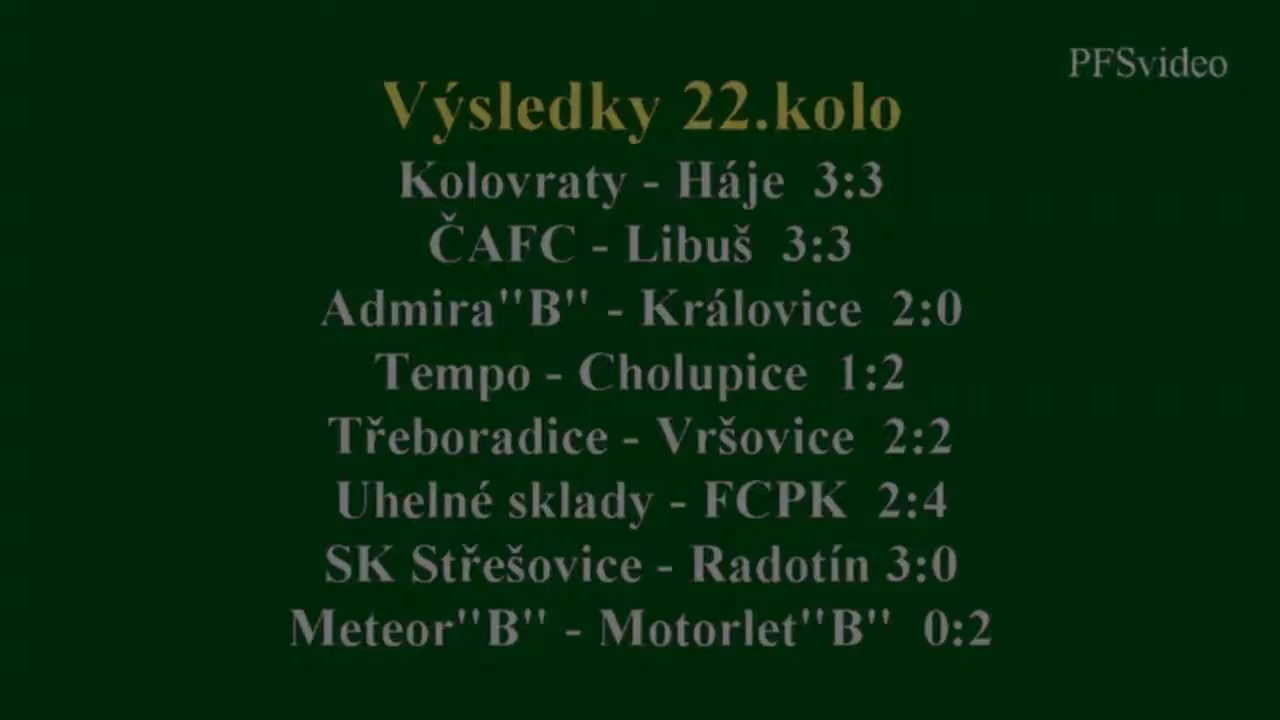 PFSvideo
Výsledky 22.kolo
Kolovraty - Háje 3:3
ČAFC - Libuš 3:3
Admira"B" - Královice 2:0
Tempo - Cholupice 1:2
Třeboradice - Vršovice 2:2
Uhelné sklady - FCPK 2:4
SK Střešovice - Radotín 3:0
Meteor"B" - Motorlet"B" 0:2